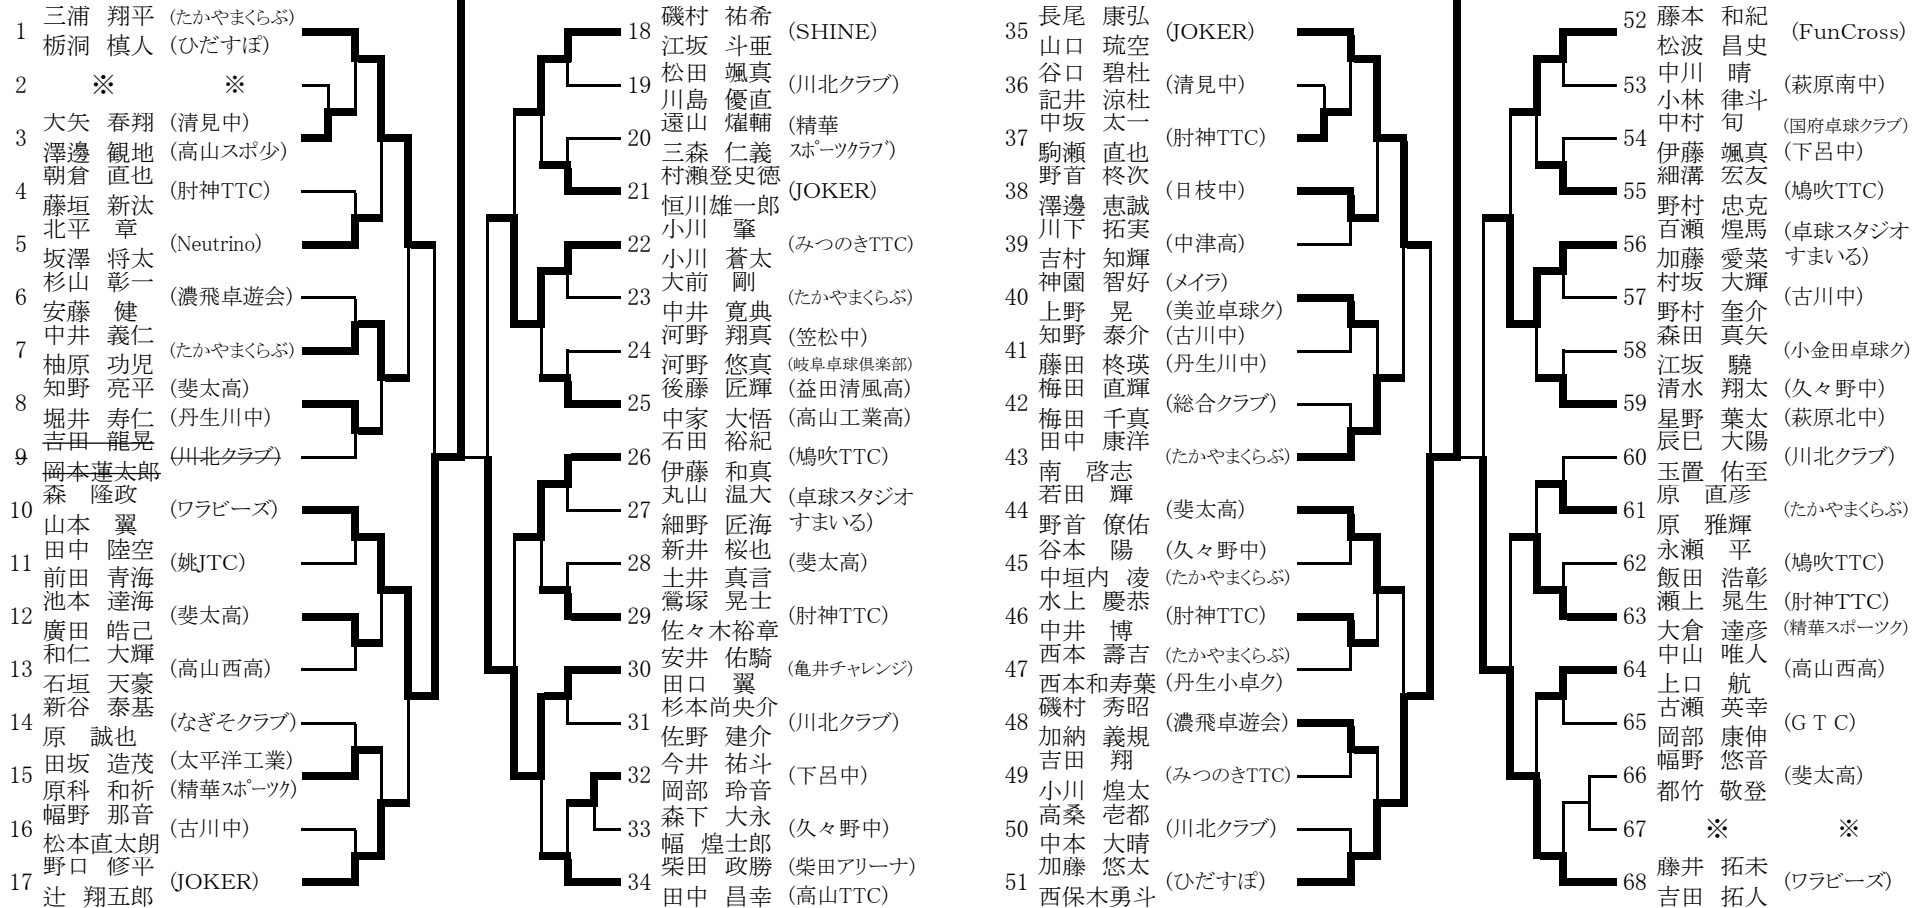 1 三浦 翔平 (たかやまくらぶ)
栃洞 槙人 (ひだすぽ)
2 ※ ※
3 大矢 春翔 (清見中)
澤邊 観地 (高山スポ少)
4 朝倉 直也 (肘神TTC)
藤垣 新汰
5 北平 章 (Neutrino)
坂澤 将太
6 杉山 彰一 (濃飛卓遊会)
安藤 健
7 中井 義仁 (たかやまくらぶ)
柚原 功児
8 知野 亮平 (斐太高)
堀井 寿仁 (丹生川中)
9 吉田 龍晃 (川北クラブ)
岡本蓮太郎
10 森 隆政 (ワラビーズ)
山本 翼
11 田中 陸空 (姚JTC)
前田 青海
12 池本 達海 (斐太高)
廣田 皓己
13 和仁 大輝 (高山西高)
石垣 天豪
14 新谷 泰基 (なぎそクラブ)
原 誠也
15 田坂 造茂 (太平洋工業)
原科 和祈 (精華スポーツク)
16 幅野 那音 (古川中)
松本直太朗
17 野口 修平 (JOKER)
辻 翔五郎
18 磯村 祐希 (SHINE)
江坂 斗亜
19 松田 颯真 (川北クラブ)
川島 優直
20 遠山 燿輔 (精華
三森 仁義 スポーツクラブ)
21 村瀬登史徳 (JOKER)
恒川雄一郎
22 小川 肇 (みつのきTTC)
小川 蒼太
23 大前 剛 (たかやまくらぶ)
中井 寛典
24 河野 翔真 (笠松中)
河野 悠真 (岐阜卓球倶楽部)
25 後藤 匠輝 (益田清風高)
中家 大悟 (高山工業高)
26 石田 裕紀 (鳩吹TTC)
伊藤 和真
27 丸山 温大 (卓球スタジオ
細野 匠海 すまいる)
28 新井 桜也 (斐太高)
土井 真言
29 鶯塚 晃士 (肘神TTC)
佐々木裕章
30 安井 佑騎 (亀井チャレンジ)
田口 翼
31 杉本尚央介 (川北クラブ)
佐野 建介
32 今井 祐斗 (下呂中)
岡部 玲音
33 森下 大永 (久々野中)
幅 煌士郎
34 柴田 政勝 (柴田アリーナ)
田中 昌幸 (高山TTC)
35 長尾 康弘 (JOKER)
山口 琉空
36 谷口 碧杜 (清見中)
記井 涼杜
37 中坂 太一 (肘神TTC)
駒瀬 直也
38 野首 柊次 (日枝中)
澤邊 恵誠
39 川下 拓実 (中津高)
吉村 知輝
40 神園 智好 (メイラ)
上野 晃 (美並卓球ク)
41 知野 泰介 (古川中)
藤田 柊瑛 (丹生川中)
42 梅田 直輝 (総合クラブ)
梅田 千真
43 田中 康洋 (たかやまくらぶ)
南 啓志
44 若田 輝 (斐太高)
野首 僚佑
45 谷本 陽 (久々野中)
中垣内 凌 (たかやまくらぶ)
46 水上 慶恭 (肘神TTC)
中井 博
47 西本 壽吉 (たかやまくらぶ)
西本和寿葉 (丹生小卓ク)
48 磯村 秀昭 (濃飛卓遊会)
加納 義規
49 吉田 翔 (みつのきTTC)
小川 煌太
50 高桑 壱都 (川北クラブ)
中本 大晴
51 加藤 悠太 (ひだすぽ)
西保木勇斗
52 藤本 和紀 (FunCross)
松波 昌史
53 中川 晴 (萩原南中)
小林 律斗
54 中村 旬 (国府卓球クラブ)
伊藤 颯真 (下呂中)
55 細溝 宏友 (鳩吹TTC)
野村 忠克
56 百瀬 煌馬 (卓球スタジオ
加藤 愛菜 すまいる)
57 村坂 大輝 (古川中)
野村 奎介
58 森田 真矢 (小金田卓球ク)
江坂 驍
59 清水 翔太 (久々野中)
星野 葉太 (萩原北中)
60 辰巳 大陽 (川北クラブ)
玉置 佑至
61 原 直彦 (たかやまくらぶ)
原 雅輝
62 永瀬 平 (鳩吹TTC)
飯田 浩彰
63 瀬上 晁生 (肘神TTC)
大倉 達彦 (精華スポーツク)
64 中山 唯人 (高山西高)
上口 航
65 古瀬 英幸 (G T C)
岡部 康伸
66 幅野 悠音 (斐太高)
都竹 敬登
67 ※ ※
68 藤井 拓未 (ワラビーズ)
吉田 拓人